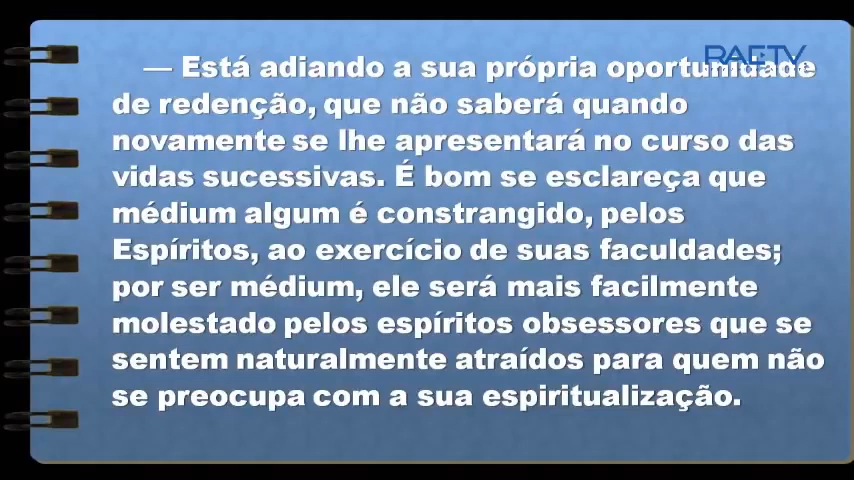 RAETV
— Está adiando a sua própria oportunidade
de redenção, que não saberá quando
novamente se lhe apresentará no curso das
vidas sucessivas. É bom se esclareça que
médium algum é constrangido, pelos
Espíritos, ao exercício de suas faculdades;
por ser médium, ele será mais facilmente
molestado pelos espíritos obsessores que se
sentem naturalmente atraídos para quem não
se preocupa com a sua espiritualização.